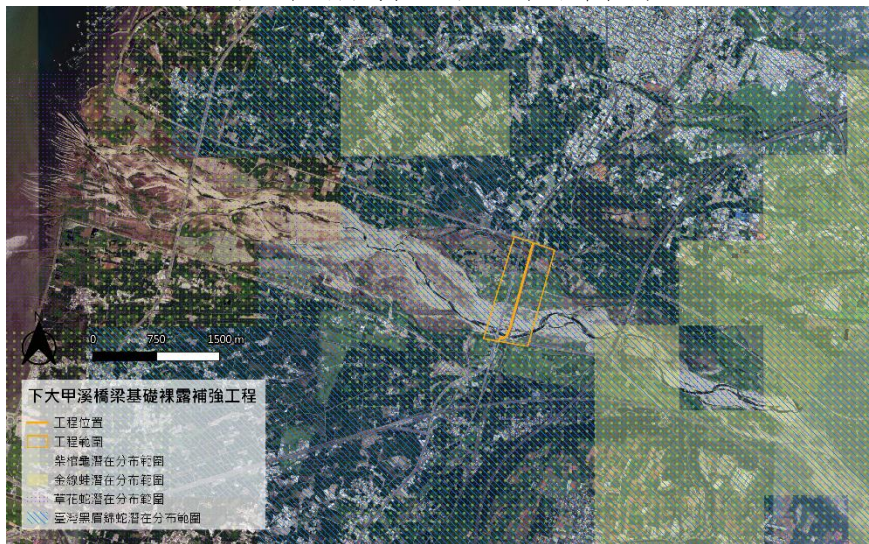 0 750 1500 m
下大甲溪橋梁基礎裸露補強工程
工程位置
工程範圍
柴棺龜潛在分布範圍
金線蛙潛在分布範圍
草花蛇潛在分布範圍
臺灣黑眉錦蛇潛在分布範圍